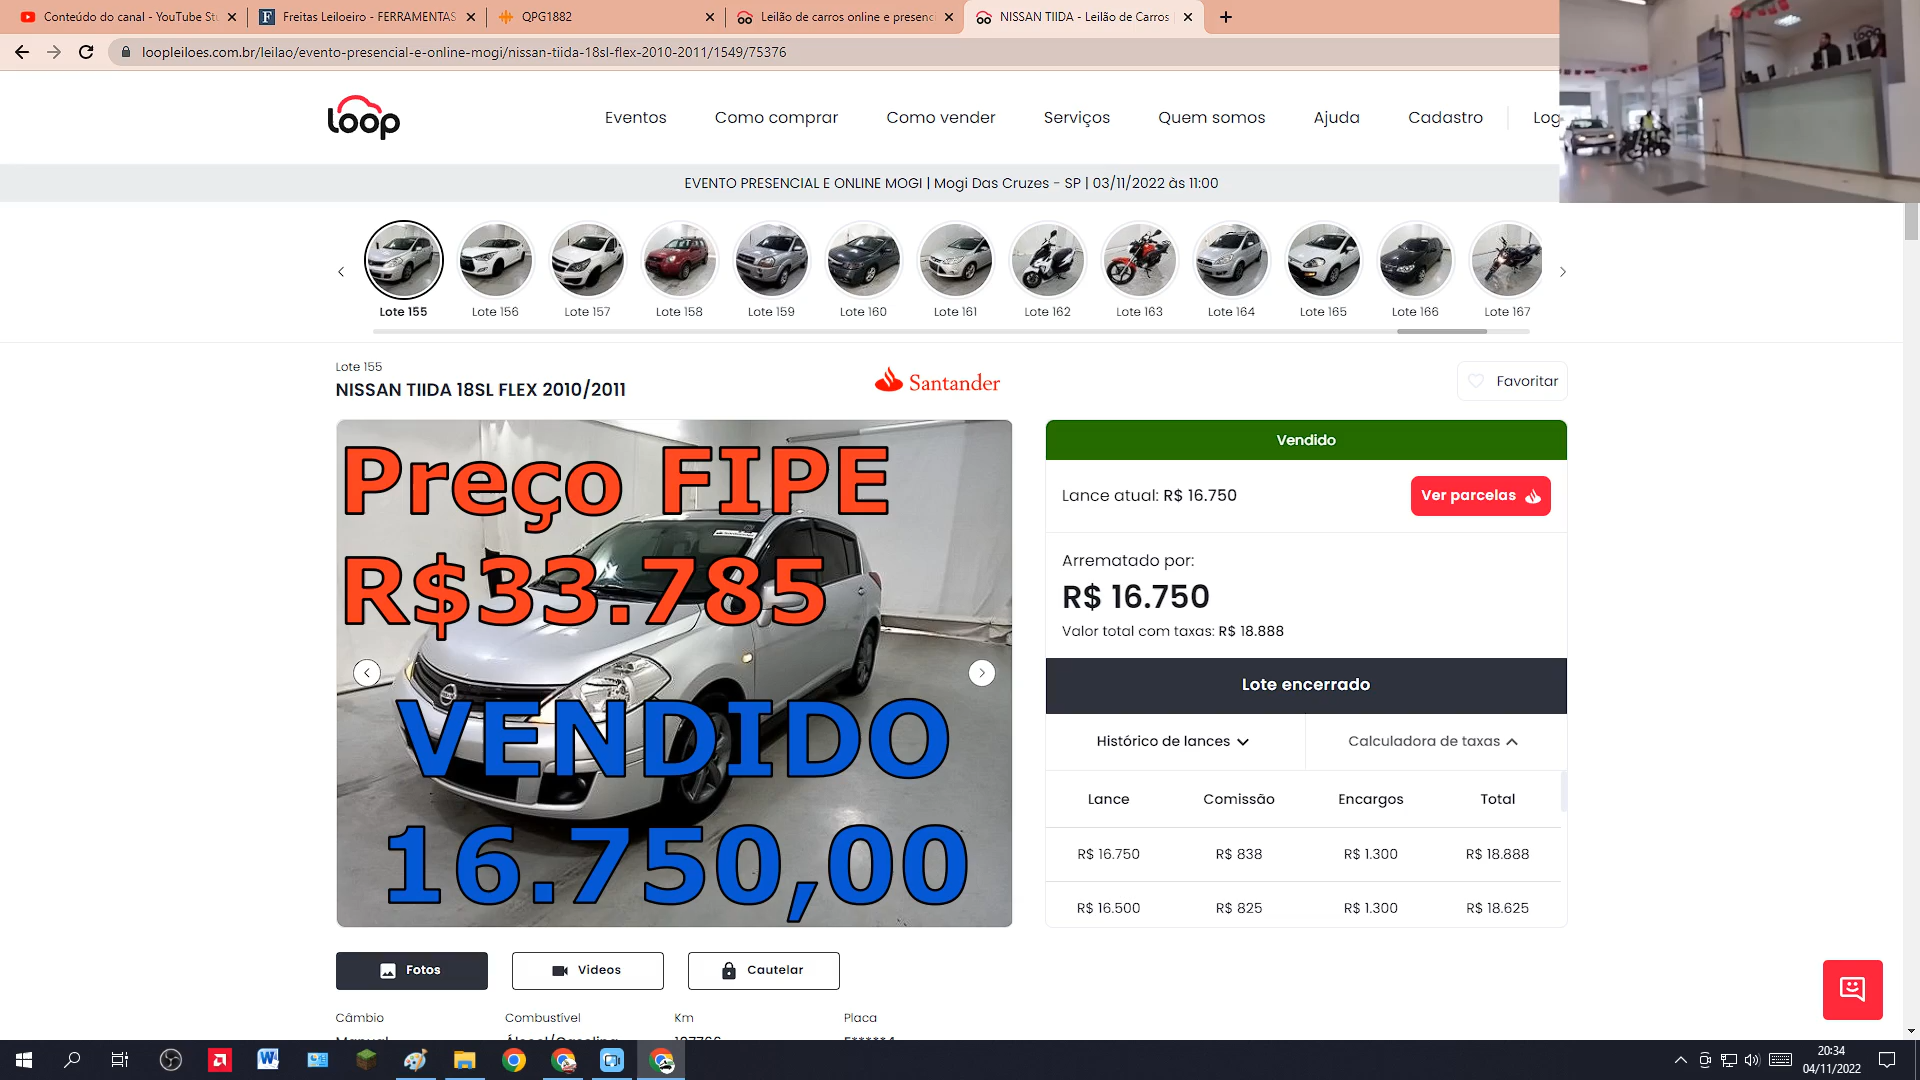 Conteúdo do canal - YouTube Stu
Freitas Leiloeiro - FERRAMENTAS
QPG1882
Leilão de carros online e presenc
NISSAN TIIDA - Leilão de Carros
loopleiloes.com.br/leilao/evento-presencial-e-online-mogi/nissan-tiida-18sl-flex-2010-2011/1549/75376
loop
Eventos
Como comprar
Como vender
Serviços
Quem somos
Ajuda
Cadastro
Log
EVENTO PRESENCIAL E ONLINE MOGI | Mogi Das Cruzes - SP | 03/11/2022 às 11:00
Lote 155
Lote 156
Lote 157
Lote 158
Lote 159
Lote 160
Lote 161
Lote 162
Lote 163
Lote 164
Lote 165
Lote 166
Lote 167
Lote 155
NISSAN TIIDA 18SL FLEX 2010/2011
Santander
Favoritar
Preço FIPE
R$33.785
VENDIDO
16.750,00
Vendido
Lance atual: R$ 16.750
Ver parcelas
Arrematado por:
R$ 16.750
Valor total com taxas: R$ 18.888
Lote encerrado
Histórico de lances
Calculadora de taxas
Lance Comissão Encargos Total
R$ 16.750 R$ 838 R$ 1.300 R$ 18.888
R$ 16.500 R$ 825 R$ 1.300 R$ 18.625
Fotos
Videos
Cautelar
Câmbio Combustível Km Placa
Manual Álcool/Gasolina
20:34
04/11/2022